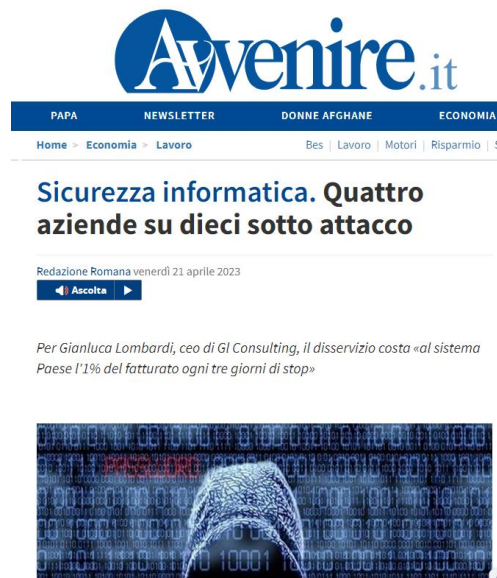 Avvenire.it
PAPA NEWSLETTER DONNE AFGHANE ECONOMIA
Home > Economia > Lavoro Bes | Lavoro | Motori | Risparmio | S
Sicurezza informatica. Quattro
aziende su dieci sotto attacco
Redazione Romana venerdì 21 aprile 2023
Ascolta
Per Gianluca Lombardi, ceo di Gl Consulting, il disservizio costa «al sistema
Paese l'1% del fatturato ogni tre giorni di stop»
PASSWORD